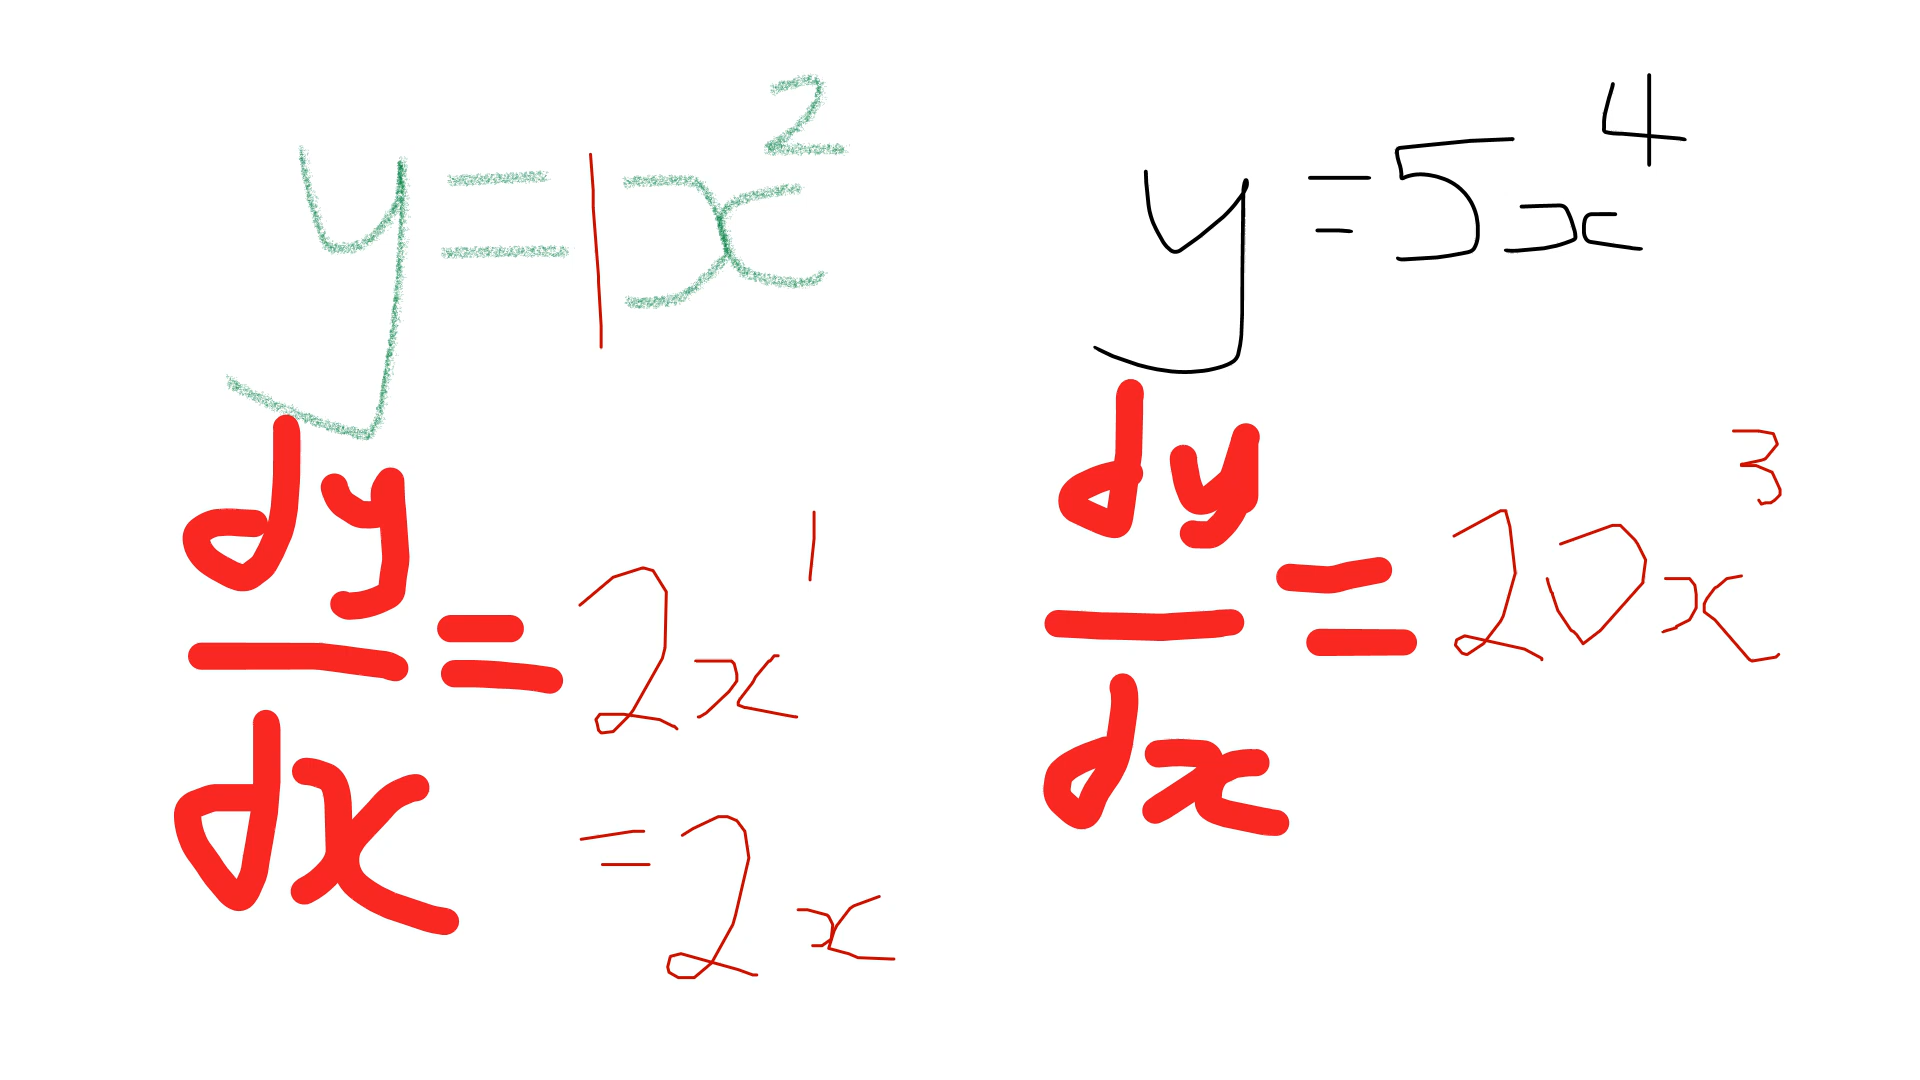 y = 1x²
dy/dx = 2x¹
= 2x
y = 5x⁴
dy/dx = 20x³